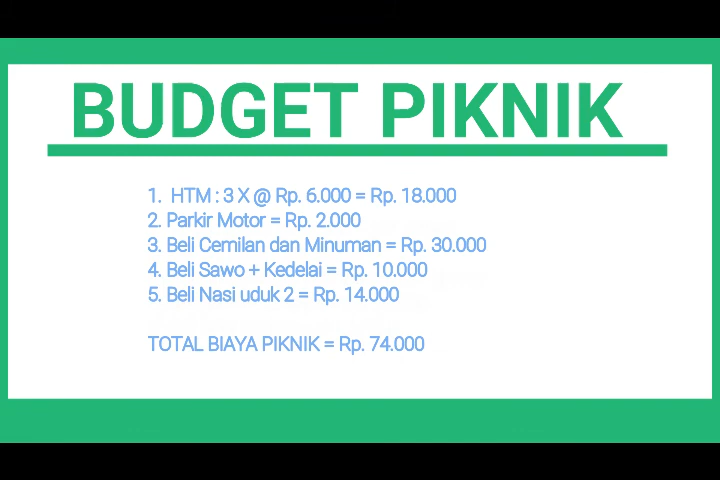 BUDGET PIKNIK
1. HTM : 3 X @ Rp. 6.000 = Rp. 18.000
2. Parkir Motor = Rp. 2.000
3. Beli Cemilan dan Minuman = Rp. 30.000
4. Beli Sawo + Kedelai = Rp. 10.000
5. Beli Nasi uduk 2 = Rp. 14.000
TOTAL BIAYA PIKNIK = Rp. 74.000